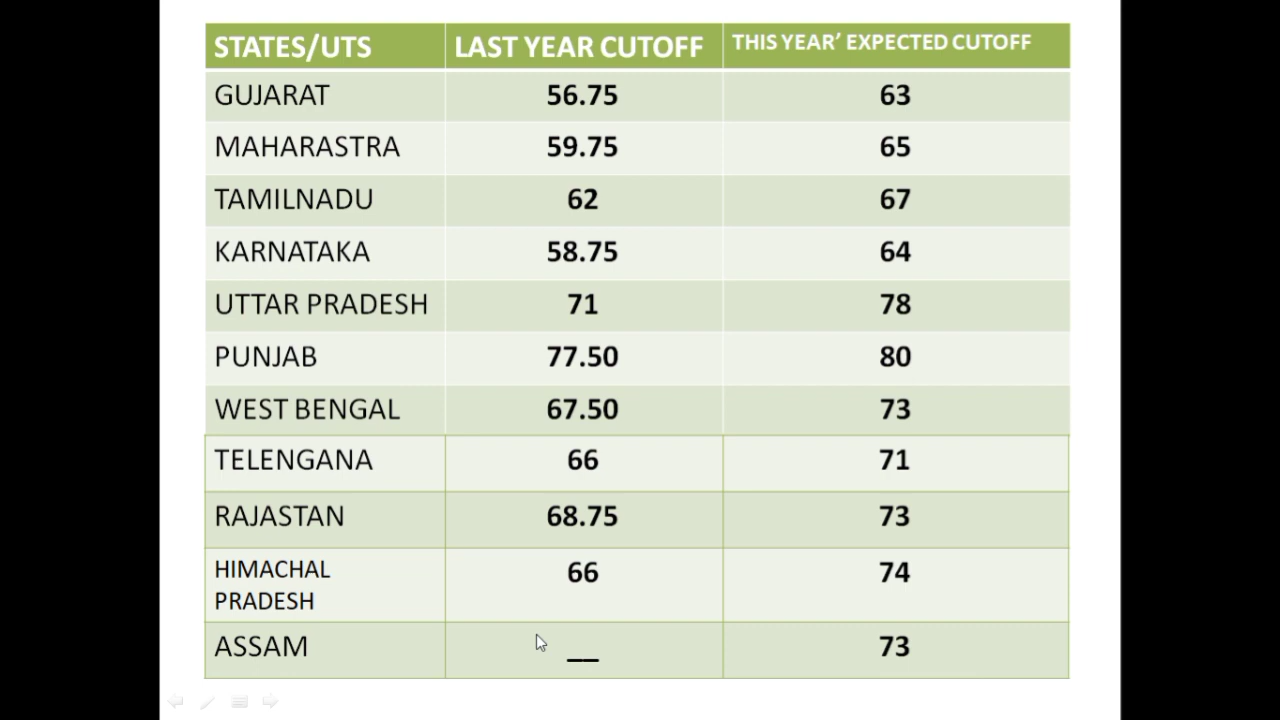 STATES/UTS LAST YEAR CUTOFF THIS YEAR’ EXPECTED CUTOFF
GUJARAT 56.75 63
MAHARASTRA 59.75 65
TAMILNADU 62 67
KARNATAKA 58.75 64
UTTAR PRADESH 71 78
PUNJAB 77.50 80
WEST BENGAL 67.50 73
TELENGANA 66 71
RAJASTAN 68.75 73
HIMACHAL 66 74
PRADESH
ASSAM __ 73